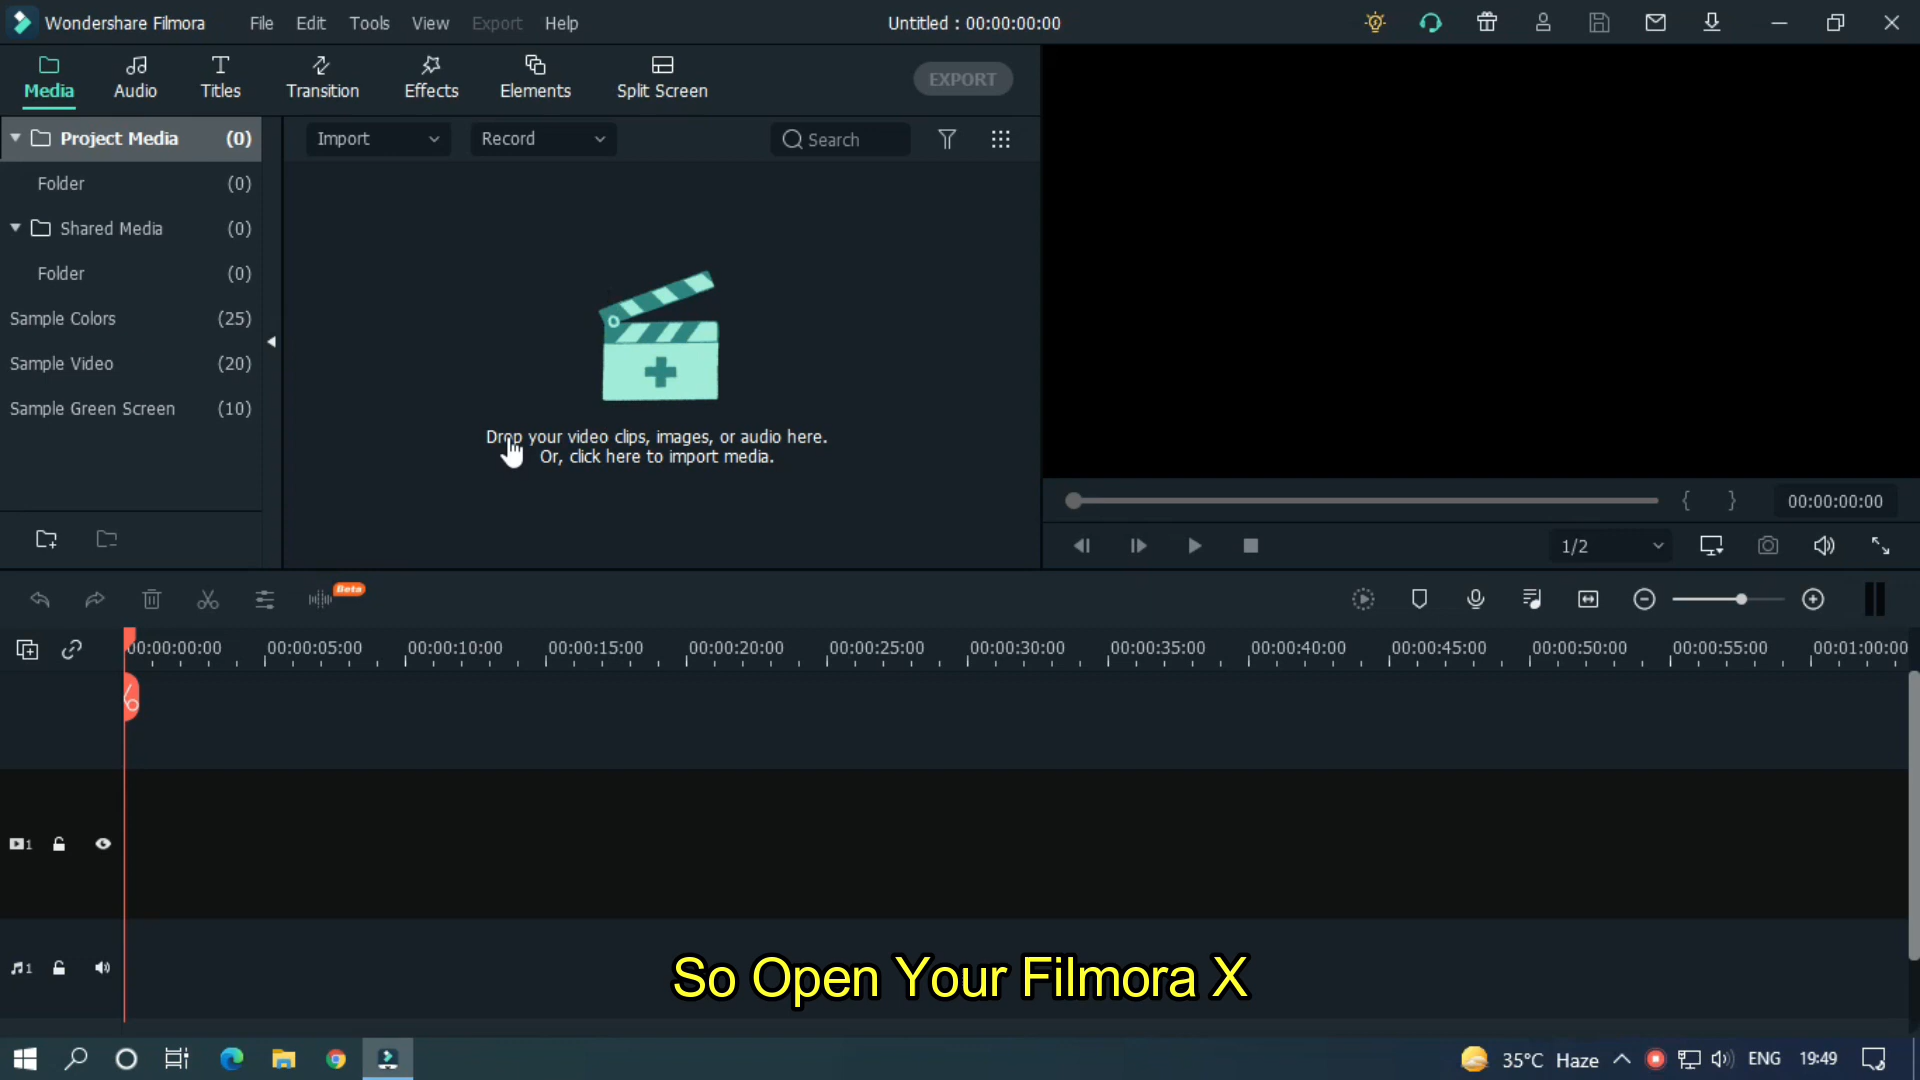 Wondershare Filmora File Edit Tools View Export Help Untitled : 00:00:00:00
Media Audio Titles Transition Effects Elements Split Screen EXPORT
Project Media (0) Import Record Search
Folder (0)
Shared Media (0)
Folder (0)
Sample Colors (25)
Sample Video (20)
Sample Green Screen (10)
Drop your video clips, images, or audio here.
Or, click here to import media.
{ } 00:00:00:00
1/2
Beta
00:00:00:00 00:00:05:00 00:00:10:00 00:00:15:00 00:00:20:00 00:00:25:00 00:00:30:00 00:00:35:00 00:00:40:00 00:00:45:00 00:00:50:00 00:00:55:00 00:01:00:00
1
1
So Open Your Filmora X
35°C Haze ENG 19:49